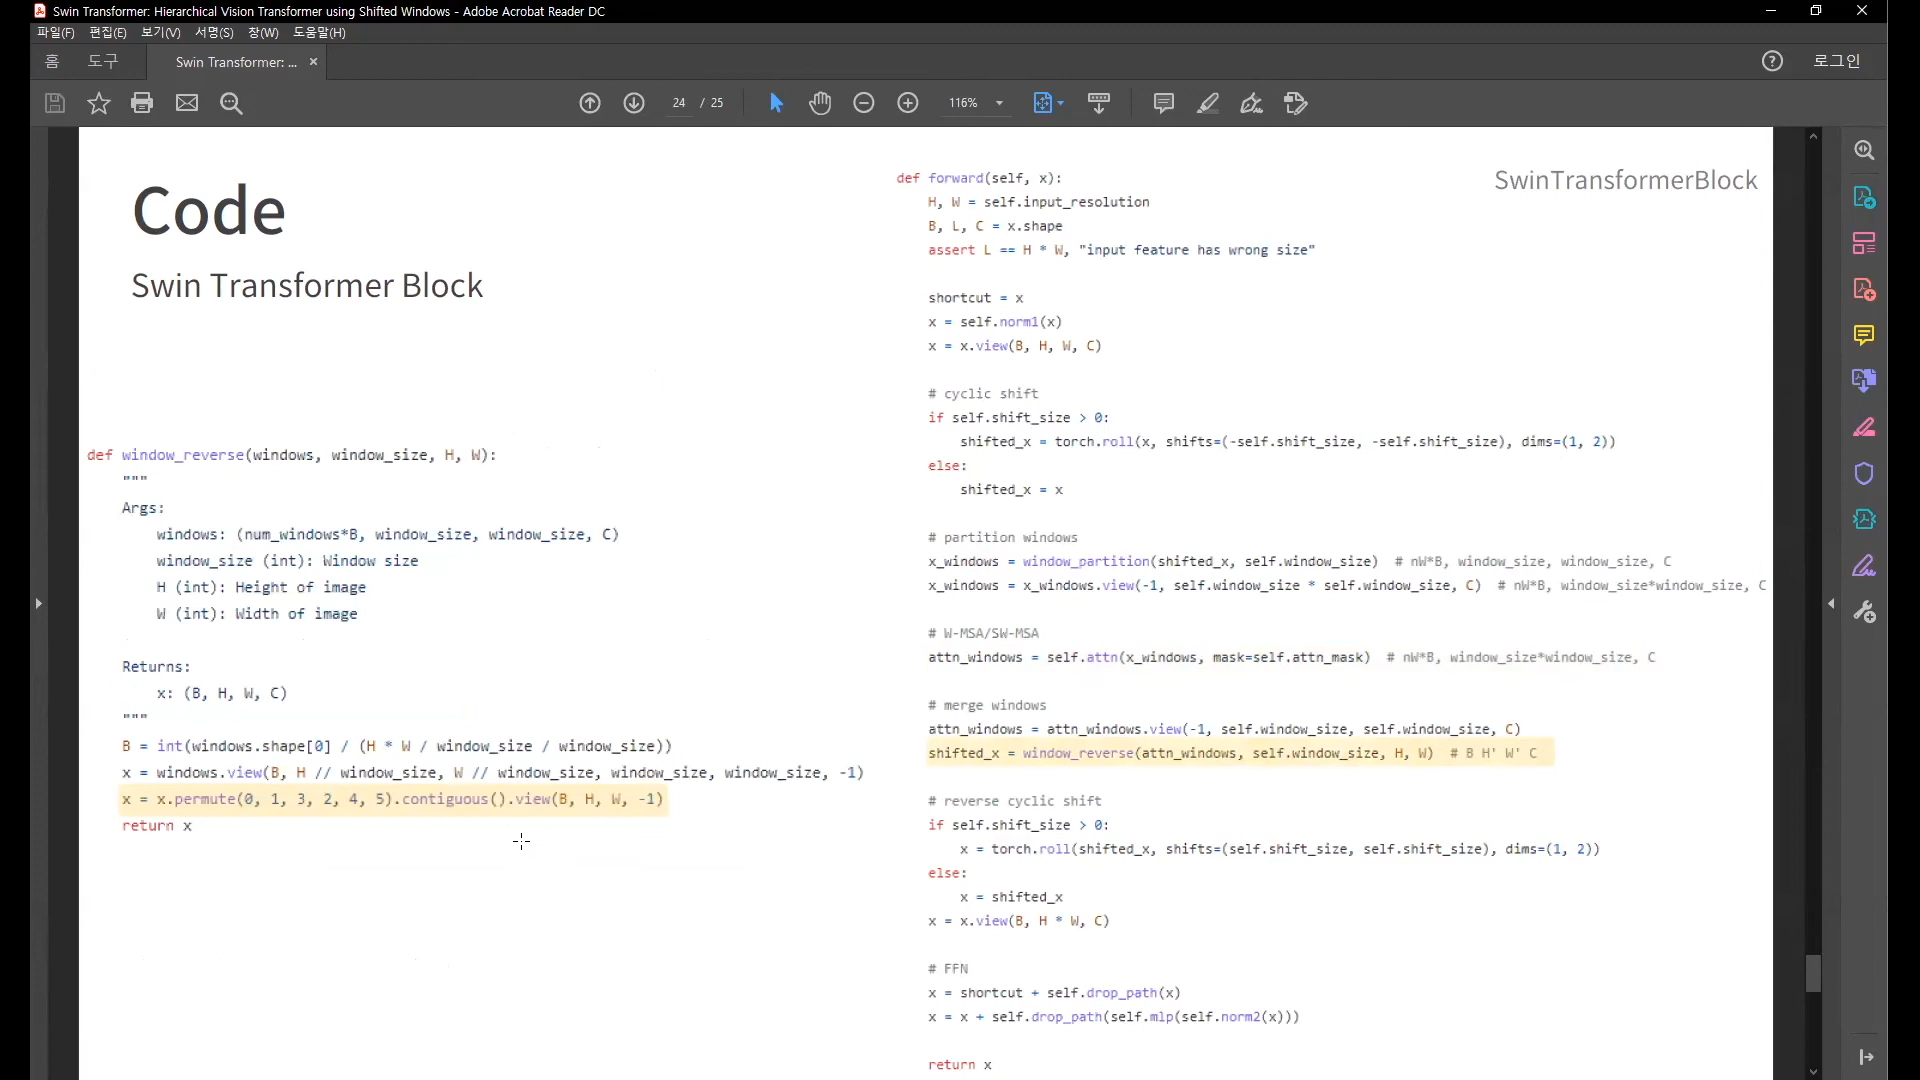 Swin Transformer: Hierarchical Vision Transformer using Shifted Windows - Adobe Acrobat Reader DC
파일(F) 편집(E) 보기(V) 서명(S) 창(W) 도움말(H)
홈 도구 Swin Transformer: ... × 로그인
24 / 25 116%
Code
Swin Transformer Block
def window_reverse(windows, window_size, H, W):
"""
Args:
windows: (num_windows*B, window_size, window_size, C)
window_size (int): Window size
H (int): Height of image
W (int): Width of image
Returns:
x: (B, H, W, C)
"""
B = int(windows.shape[0] / (H * W / window_size / window_size))
x = windows.view(B, H // window_size, W // window_size, window_size, window_size, -1)
x = x.permute(0, 1, 3, 2, 4, 5).contiguous().view(B, H, W, -1)
return x
SwinTransformerBlock
def forward(self, x):
H, W = self.input_resolution
B, L, C = x.shape
assert L == H * W, "input feature has wrong size"
shortcut = x
x = self.norm1(x)
x = x.view(B, H, W, C)
# cyclic shift
if self.shift_size > 0:
shifted_x = torch.roll(x, shifts=(-self.shift_size, -self.shift_size), dims=(1, 2))
else:
shifted_x = x
# partition windows
x_windows = window_partition(shifted_x, self.window_size)  # nW*B, window_size, window_size, C
x_windows = x_windows.view(-1, self.window_size * self.window_size, C)  # nW*B, window_size*window_size, C
# W-MSA/SW-MSA
attn_windows = self.attn(x_windows, mask=self.attn_mask)  # nW*B, window_size*window_size, C
# merge windows
attn_windows = attn_windows.view(-1, self.window_size, self.window_size, C)
shifted_x = window_reverse(attn_windows, self.window_size, H, W)  # B H' W' C
# reverse cyclic shift
if self.shift_size > 0:
x = torch.roll(shifted_x, shifts=(self.shift_size, self.shift_size), dims=(1, 2))
else:
x = shifted_x
x = x.view(B, H * W, C)
# FFN
x = shortcut + self.drop_path(x)
x = x + self.drop_path(self.mlp(self.norm2(x)))
return x